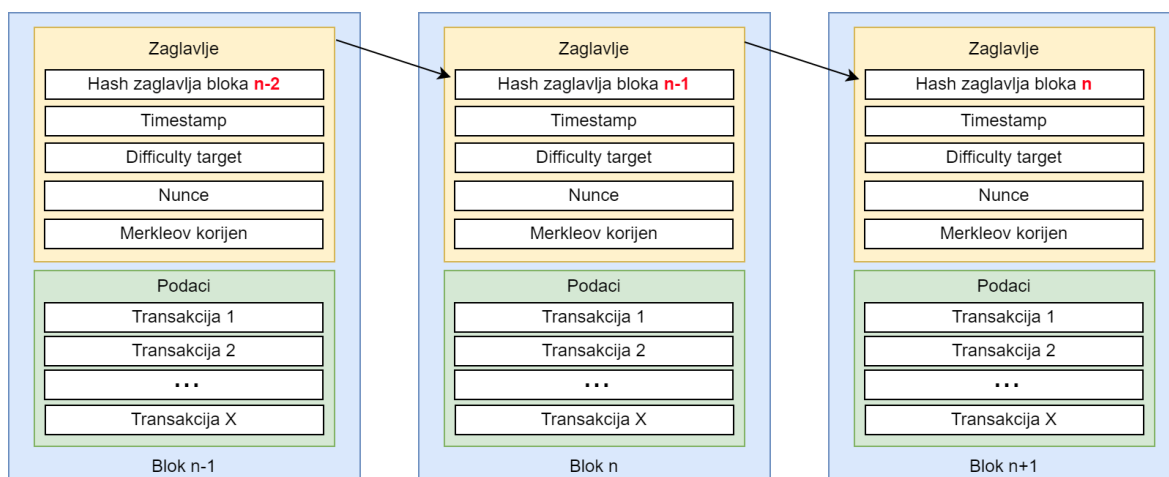 Zaglavlje
Hash zaglavlja bloka n-2
Timestamp
Difficulty target
Nunce
Merkleov korijen
Podaci
Transakcija 1
Transakcija 2
...
Transakcija X
Blok n-1
Zaglavlje
Hash zaglavlja bloka n-1
Timestamp
Difficulty target
Nunce
Merkleov korijen
Podaci
Transakcija 1
Transakcija 2
...
Transakcija X
Blok n
Zaglavlje
Hash zaglavlja bloka n
Timestamp
Difficulty target
Nunce
Merkleov korijen
Podaci
Transakcija 1
Transakcija 2
...
Transakcija X
Blok n+1